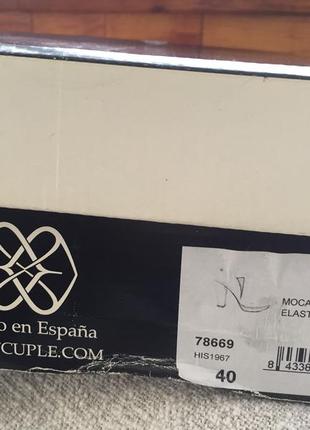 o en España
CUPLE.COM
MOCA
ELAST
78669
HIS1967
40
8 4338